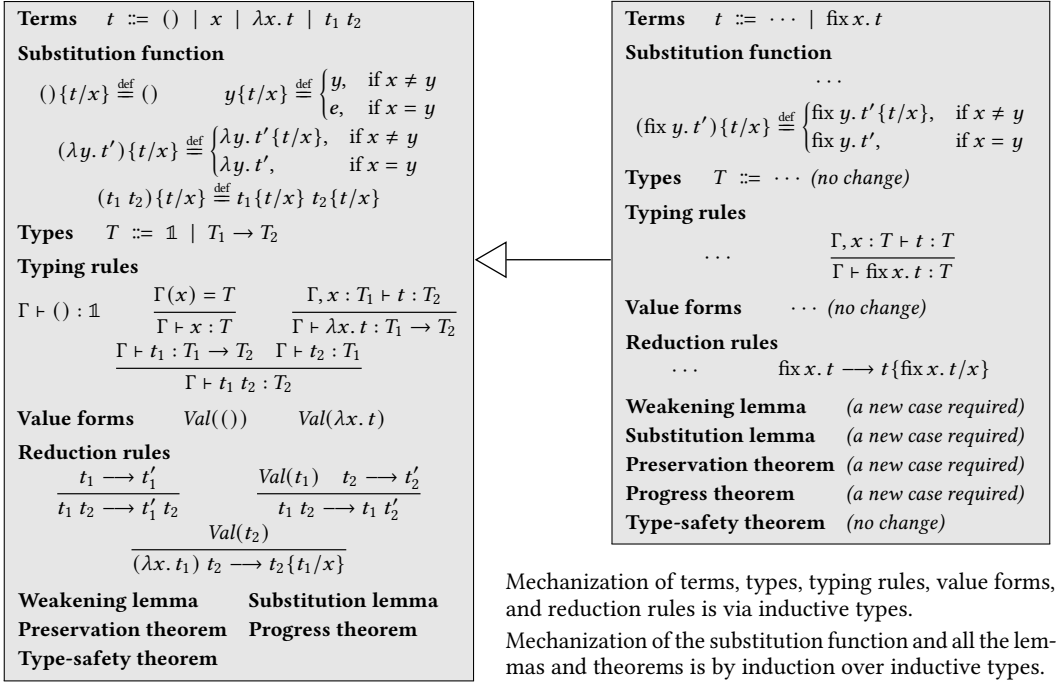 Terms t ::= () | x | λx. t | t₁ t₂
Substitution function
(){t/x} ≝ () y{t/x} ≝ { y, if x ≠ y
e, if x = y
(λy. t′){t/x} ≝ { λy. t′{t/x}, if x ≠ y
λy. t′, if x = y
(t₁ t₂){t/x} ≝ t₁{t/x} t₂{t/x}
Types T ::= 𝟙 | T₁ → T₂
Typing rules
Γ ⊢ () : 𝟙
Γ(x) = T
Γ ⊢ x : T
Γ, x : T₁ ⊢ t : T₂
Γ ⊢ λx. t : T₁ → T₂
Γ ⊢ t₁ : T₁ → T₂ Γ ⊢ t₂ : T₁
Γ ⊢ t₁ t₂ : T₂
Value forms Val(()) Val(λx. t)
Reduction rules
t₁ ⟶ t₁′
t₁ t₂ ⟶ t₁′ t₂
Val(t₁) t₂ ⟶ t₂′
t₁ t₂ ⟶ t₁ t₂′
Val(t₂)
(λx. t₁) t₂ ⟶ t₂{t₁/x}
Weakening lemma Substitution lemma
Preservation theorem Progress theorem
Type-safety theorem
Terms t ::= ··· | fix x. t
Substitution function
···
(fix y. t′){t/x} ≝ { fix y. t′{t/x}, if x ≠ y
fix y. t′, if x = y
Types T ::= ··· (no change)
Typing rules
···
Γ, x : T ⊢ t : T
Γ ⊢ fix x. t : T
Value forms ··· (no change)
Reduction rules
··· fix x. t ⟶ t{fix x. t/x}
Weakening lemma (a new case required)
Substitution lemma (a new case required)
Preservation theorem (a new case required)
Progress theorem (a new case required)
Type-safety theorem (no change)
Mechanization of terms, types, typing rules, value forms,
and reduction rules is via inductive types.
Mechanization of the substitution function and all the lem-
mas and theorems is by induction over inductive types.